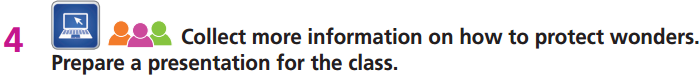 4 Collect more information on how to protect wonders.
Prepare a presentation for the class.